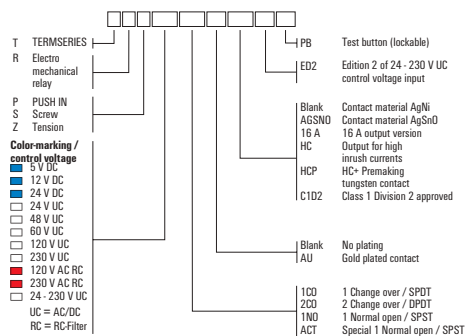 T TERMSERIES
R Electro
mechanical
relay
P PUSH IN
S Screw
Z Tension
Color-marking /
control voltage
5 V DC
12 V DC
24 V DC
24 V UC
48 V UC
60 V UC
120 V UC
230 V UC
120 V AC RC
230 V AC RC
24 - 230 V UC
UC = AC/DC
RC = RC-Filter
PB Test button (lockable)
ED2 Edition 2 of 24 - 230 V UC
control voltage input
Blank Contact material AgNi
AGSNO Contact material AgSnO
16 A 16 A output version
HC Output for high
inrush currents
HCP HC+ Premaking
tungsten contact
C1D2 Class 1 Division 2 approved
Blank No plating
AU Gold plated contact
1CO 1 Change over / SPDT
2CO 2 Change over / DPDT
1NO 1 Normal open / SPST
ACT Special 1 Normal open / SPST